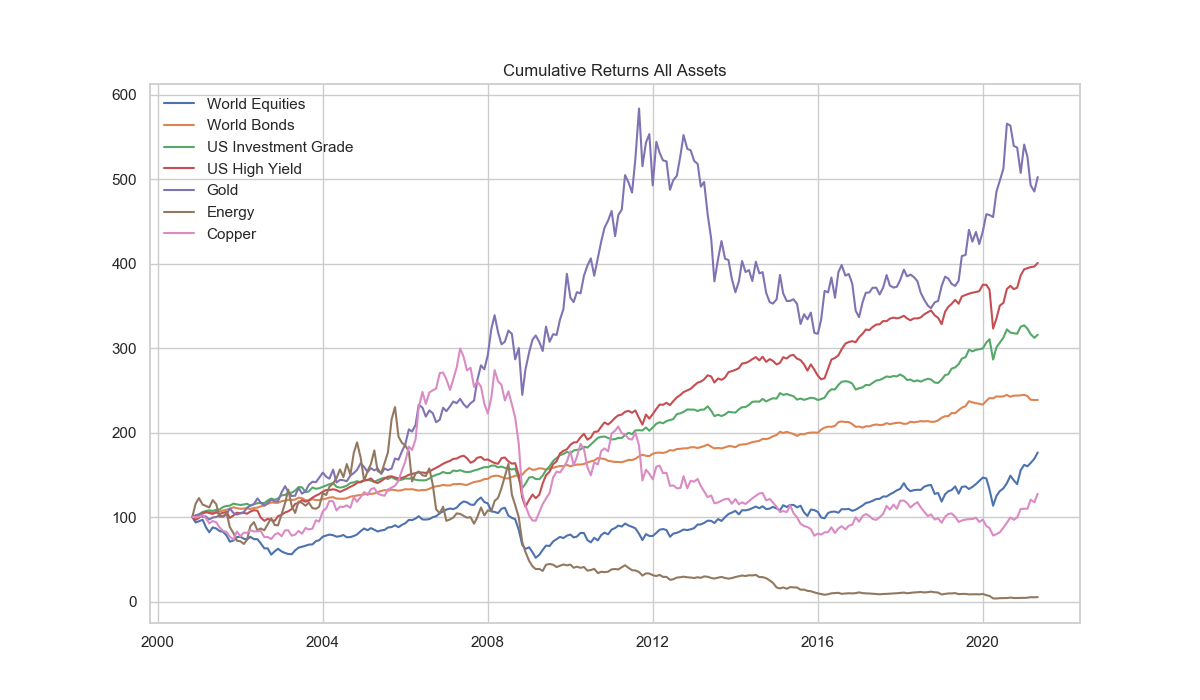 Cumulative Returns All Assets
600
500
400
300
200
100
0
World Equities
World Bonds
US Investment Grade
US High Yield
Gold
Energy
Copper
2000 2004 2008 2012 2016 2020